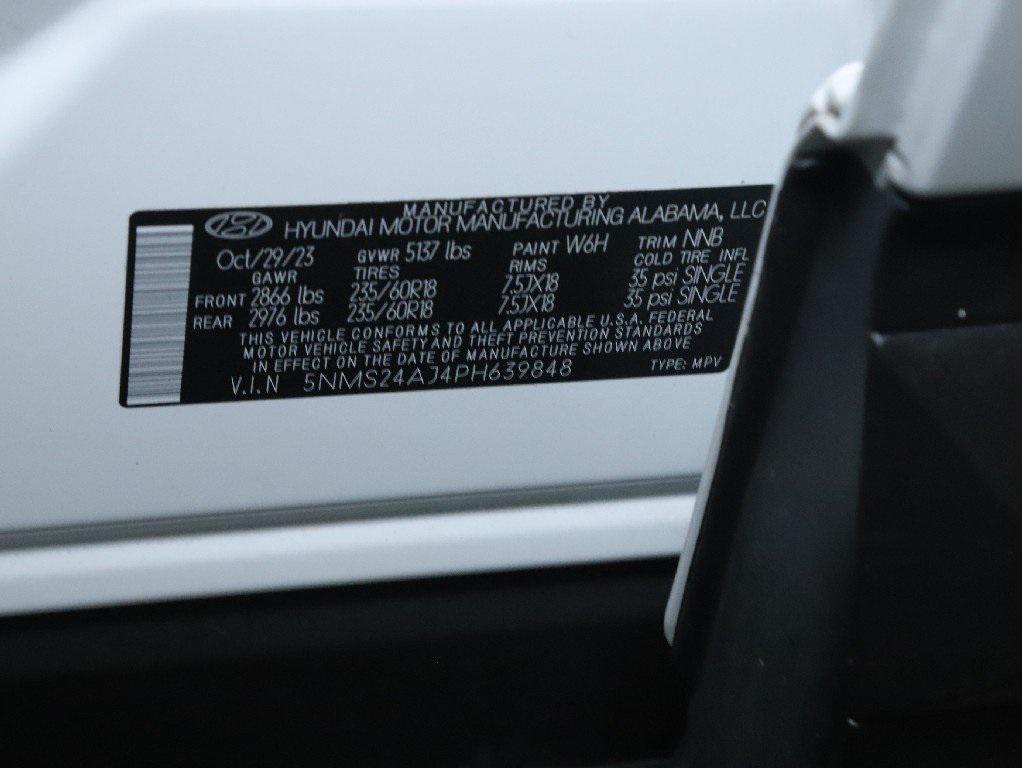 MANUFACTURED BY
HYUNDAI MOTOR MANUFACTURING ALABAMA, LLC
Oct/29/23 GVWR 5137 lbs PAINT W6H TRIM NNB
GAWR TIRES RIMS COLD TIRE INFL
FRONT 2866 lbs 235/60R18 7.5JX18 35 psi SINGLE
REAR 2976 lbs 235/60R18 7.5JX18 35 psi SINGLE
THIS VEHICLE CONFORMS TO ALL APPLICABLE U.S.A. FEDERAL
MOTOR VEHICLE SAFETY AND THEFT PREVENTION STANDARDS
IN EFFECT ON THE DATE OF MANUFACTURE SHOWN ABOVE
V.I.N 5NMS24AJ4PH639848 TYPE: MPV